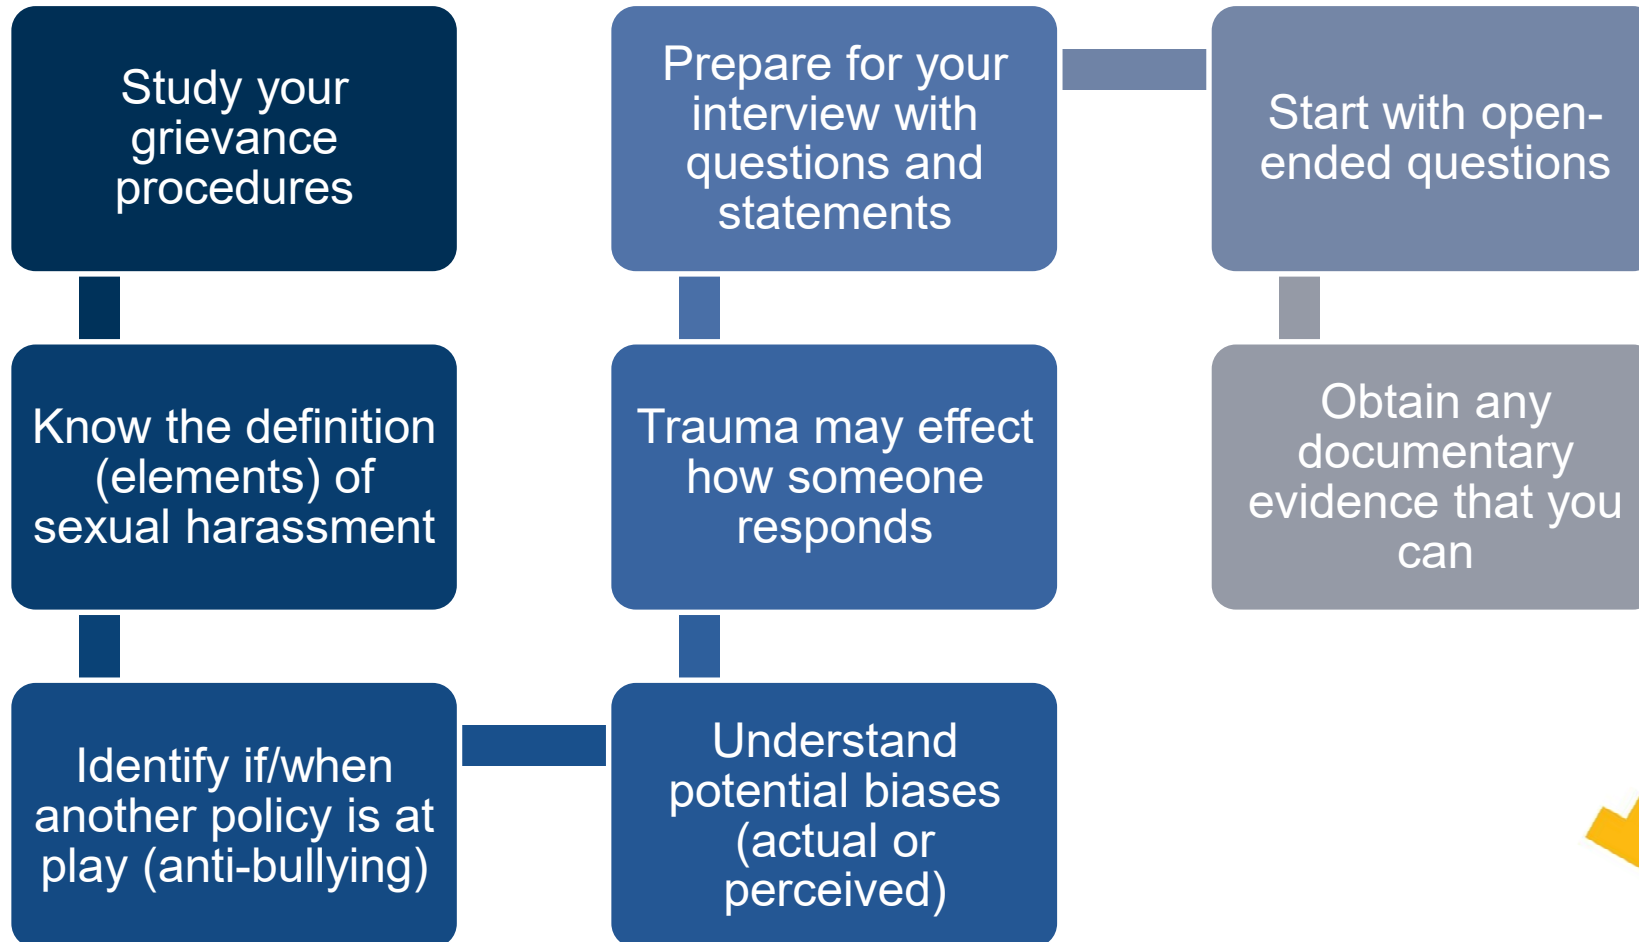 Study your
grievance
procedures
Know the definition
(elements) of
sexual harassment
Identify if/when
another policy is at
play (anti-bullying)
Understand
potential biases
(actual or
perceived)
Trauma may effect
how someone
responds
Prepare for your
interview with
questions and
statements
Start with open-
ended questions
Obtain any
documentary
evidence that you
can